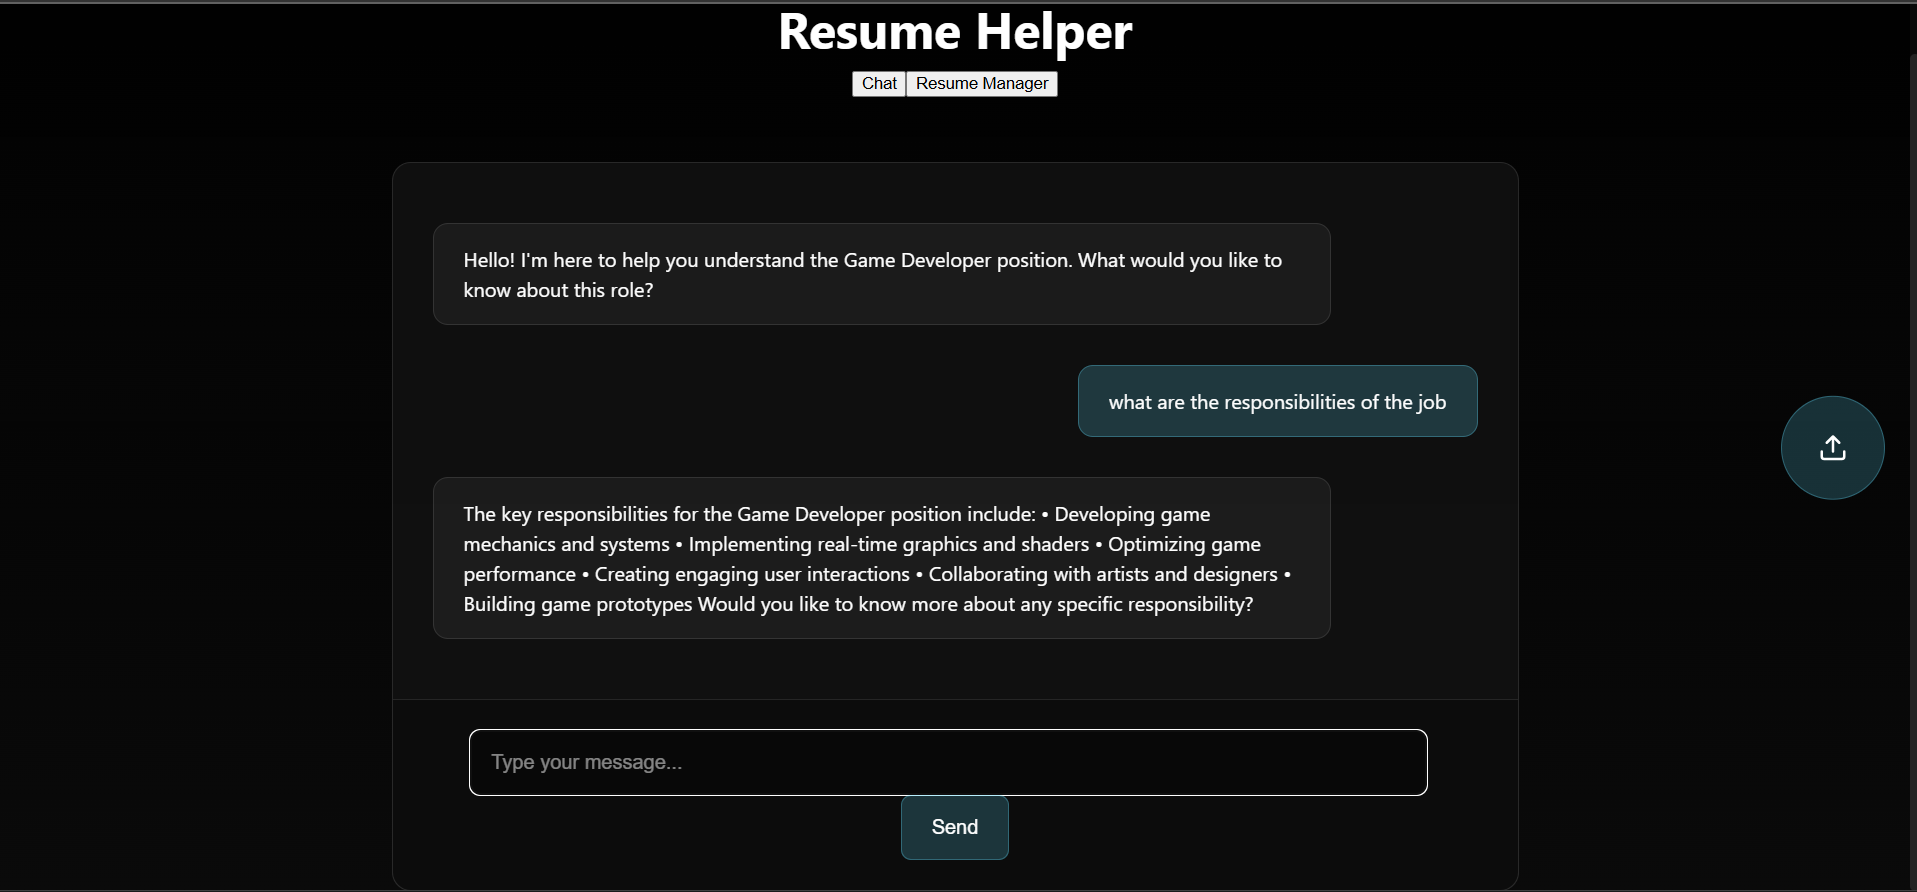 Resume Helper
Chat Resume Manager
Hello! I'm here to help you understand the Game Developer position. What would you like to
know about this role?
what are the responsibilities of the job
The key responsibilities for the Game Developer position include: • Developing game
mechanics and systems • Implementing real-time graphics and shaders • Optimizing game
performance • Creating engaging user interactions • Collaborating with artists and designers •
Building game prototypes Would you like to know more about any specific responsibility?
Type your message...
Send